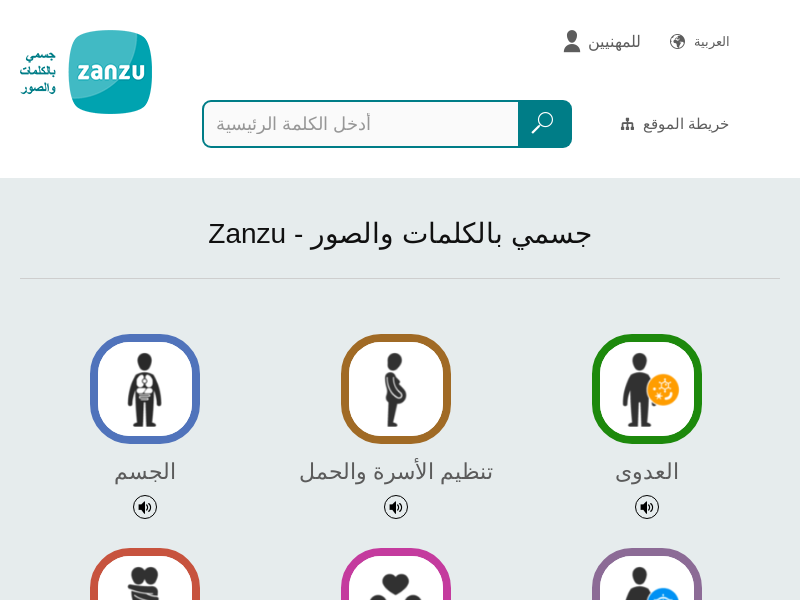 العربية
للمهنيين
جسمي
بالكلمات
والصور
zanzu
خريطة الموقع
أدخل الكلمة الرئيسية
جسمي بالكلمات والصور - Zanzu
العدوى
تنظيم الأسرة والحمل
الجسم